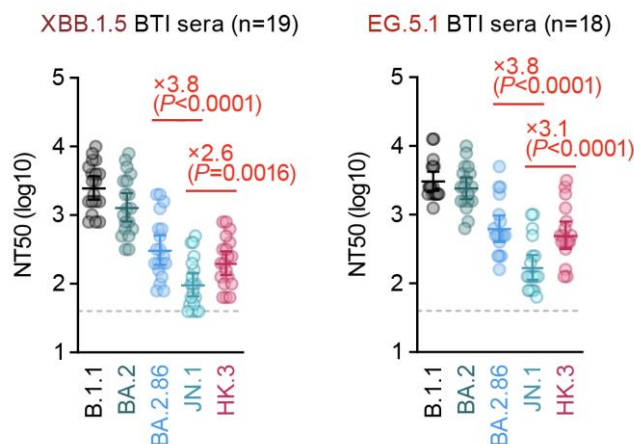 XBB.1.5 BTI sera (n=19)
NT50 (log10)
5
4
3
2
1
×3.8
(P<0.0001)
×2.6
(P=0.0016)
B.1.1
BA.2
BA.2.86
JN.1
HK.3
EG.5.1 BTI sera (n=18)
NT50 (log10)
5
4
3
2
1
×3.8
(P<0.0001)
×3.1
(P<0.0001)
B.1.1
BA.2
BA.2.86
JN.1
HK.3